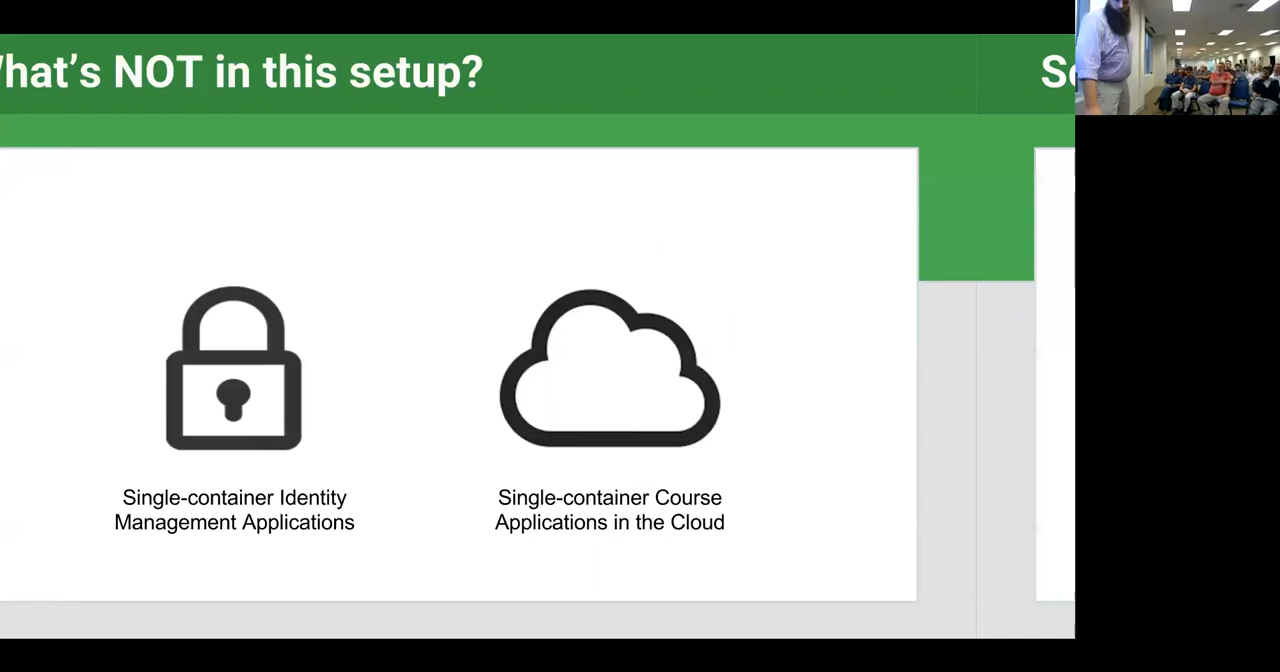 hat's NOT in this setup?
S
Single-container Identity
Management Applications
Single-container Course
Applications in the Cloud